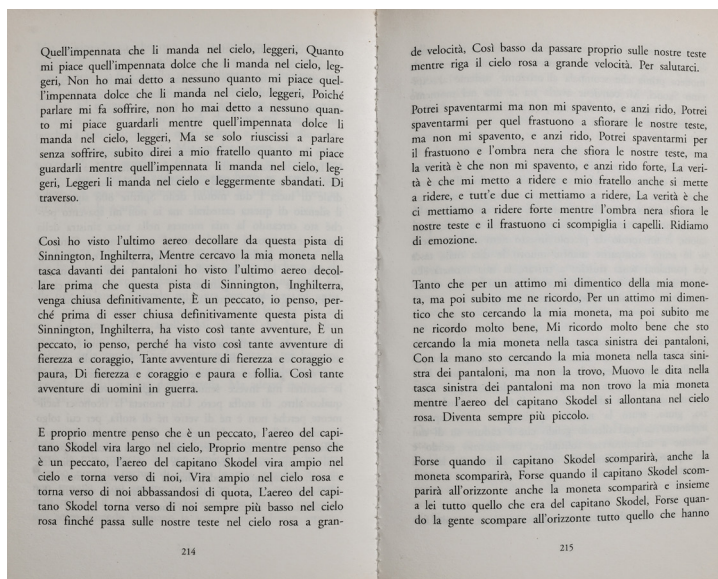 Quell'impennata che li manda nel cielo, leggeri, Quanto
mi piace quell'impennata dolce che li manda nel cielo, leg-
geri, Non ho mai detto a nessuno quanto mi piace quel-
l'impennata dolce che li manda nel cielo, leggeri, Poiché
parlare mi fa soffrire, non ho mai detto a nessuno quan-
to mi piace guardarli mentre quell'impennata dolce li
manda nel cielo, leggeri, Ma se solo riuscissi a parlare
senza soffrire, subito direi a mio fratello quanto mi piace
guardarli mentre quell'impennata li manda nel cielo, leg-
geri, Leggeri li manda nel cielo e leggermente sbandati. Di
traverso.
Così ho visto l'ultimo aereo decollare da questa pista di
Sinnington, Inghilterra, Mentre cercavo la mia moneta nella
tasca davanti dei pantaloni ho visto l'ultimo aereo decol-
lare prima che questa pista di Sinnington, Inghilterra,
venga chiusa definitivamente, È un peccato, io penso, per-
ché prima di esser chiusa definitivamente questa pista di
Sinnington, Inghilterra, ha visto così tante avventure, È un
peccato, io penso, perché ha visto così tante avventure di
fierezza e coraggio, Tante avventure di fierezza e coraggio e
paura, Di fierezza e coraggio e paura e follia. Così tante
avventure di uomini in guerra.
E proprio mentre penso che è un peccato, l'aereo del capi-
tano Skodel vira largo nel cielo, Proprio mentre penso che
è un peccato, l'aereo del capitano Skodel vira ampio nel
cielo e torna verso di noi, Vira ampio nel cielo rosa e
torna verso di noi abbassandosi di quota, L'aereo del capi-
tano Skodel torna verso di noi sempre più basso nel cielo
rosa finché passa sulle nostre teste nel cielo rosa a gran-
214
de velocità, Così basso da passare proprio sulle nostre teste
mentre riga il cielo rosa a grande velocità. Per salutarci.
Potrei spaventarmi ma non mi spavento, e anzi rido, Potrei
spaventarmi per quel frastuono a sfiorare le nostre teste,
ma non mi spavento, e anzi rido, Potrei spaventarmi per
il frastuono e l'ombra nera che sfiora le nostre teste, ma
la verità è che non mi spavento, e anzi rido forte, La veri-
tà è che mi metto a ridere e mio fratello anche si mette
a ridere, e tutt'e due ci mettiamo a ridere, La verità è che
ci mettiamo a ridere forte mentre l'ombra nera sfiora le
nostre teste e il frastuono ci scompiglia i capelli. Ridiamo
di emozione.
Tanto che per un attimo mi dimentico della mia mone-
ta, ma poi subito me ne ricordo, Per un attimo mi dimen-
tico che sto cercando la mia moneta, ma poi subito me
ne ricordo molto bene, Mi ricordo molto bene che sto
cercando la mia moneta nella tasca sinistra dei pantaloni,
Con la mano sto cercando la mia moneta nella tasca sini-
stra dei pantaloni, ma non la trovo, Muovo le dita nella
tasca sinistra dei pantaloni ma non trovo la mia moneta
mentre l'aereo del capitano Skodel si allontana nel cielo
rosa. Diventa sempre più piccolo.
Forse quando il capitano Skodel scomparirà, anche la
moneta scomparirà, Forse quando il capitano Skodel scom-
parirà all'orizzonte anche la moneta scomparirà e insieme
a lei tutto quello che era del capitano Skodel, Forse quan-
do la gente scompare all'orizzonte tutto quello che hanno
215